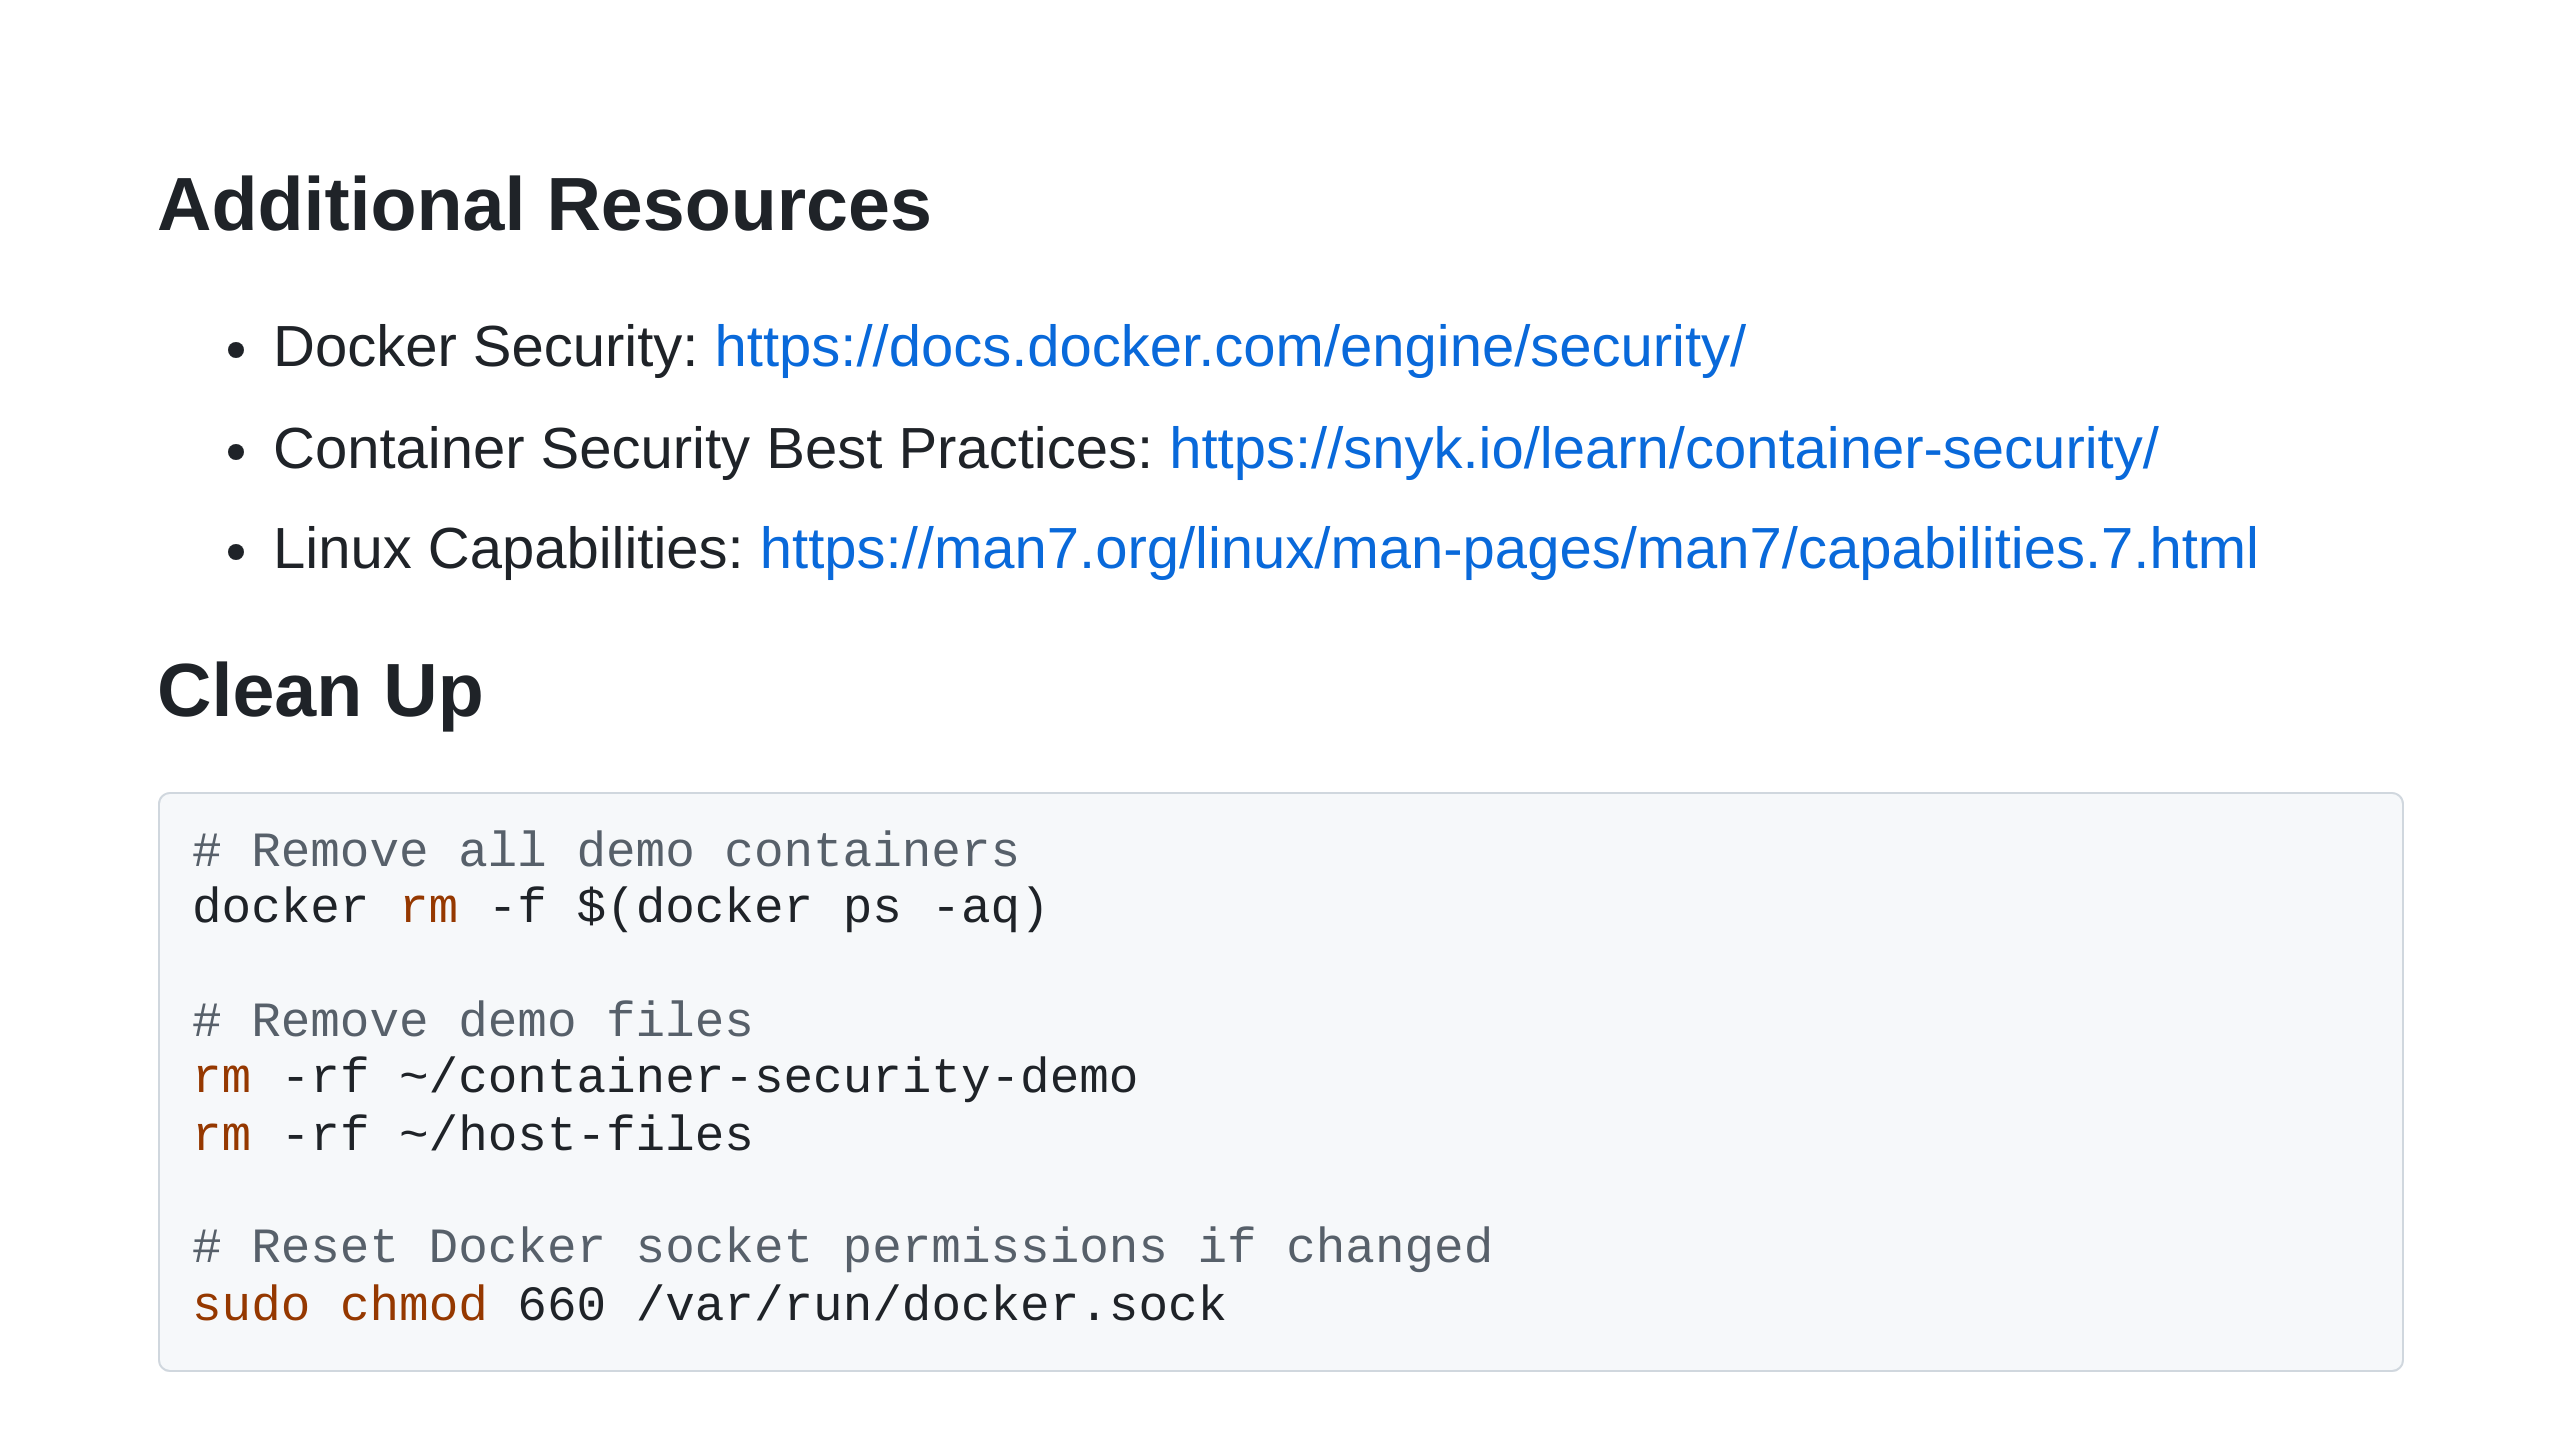 Additional Resources
• Docker Security: https://docs.docker.com/engine/security/
• Container Security Best Practices: https://snyk.io/learn/container-security/
• Linux Capabilities: https://man7.org/linux/man-pages/man7/capabilities.7.html
Clean Up
# Remove all demo containers
docker rm -f $(docker ps -aq)
# Remove demo files
rm -rf ~/container-security-demo
rm -rf ~/host-files
# Reset Docker socket permissions if changed
sudo chmod 660 /var/run/docker.sock